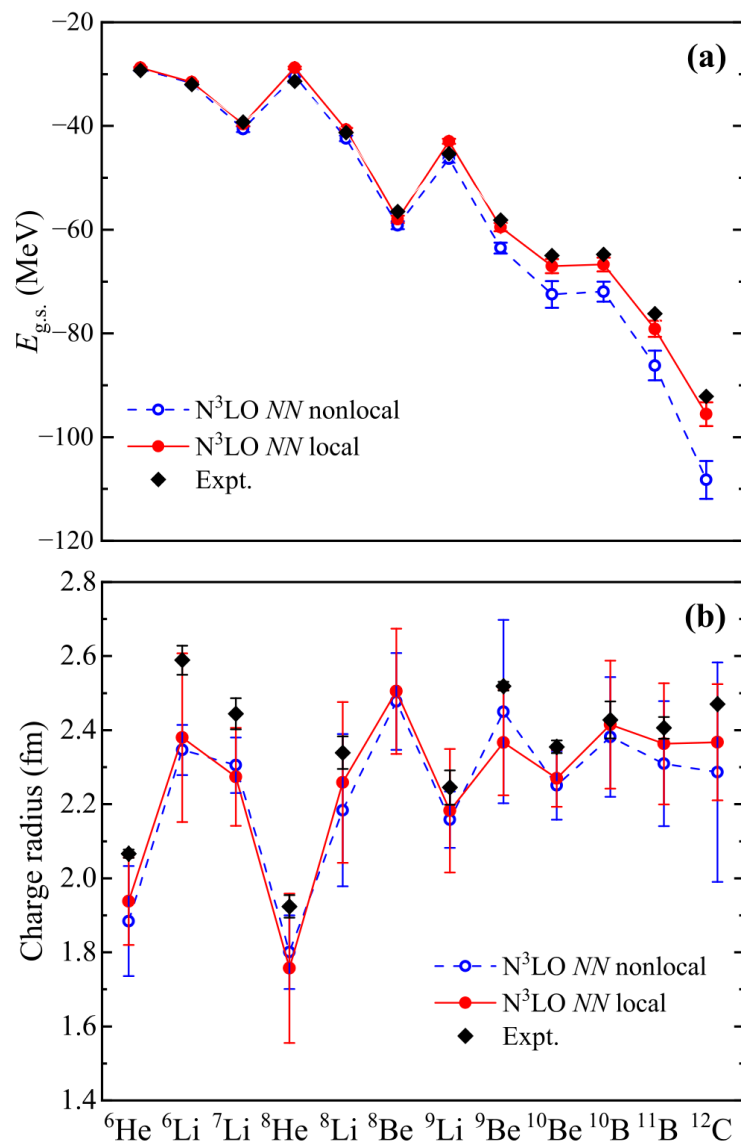 (a)
−20
−40
−60
−80
−100
−120
E_g.s. (MeV)
N³LO NN nonlocal
N³LO NN local
Expt.
(b)
2.8
2.6
2.4
2.2
2.0
1.8
1.6
1.4
Charge radius (fm)
N³LO NN nonlocal
N³LO NN local
Expt.
⁶He ⁶Li ⁷Li ⁸He ⁸Li ⁸Be ⁹Li ⁹Be ¹⁰Be ¹⁰B ¹¹B ¹²C